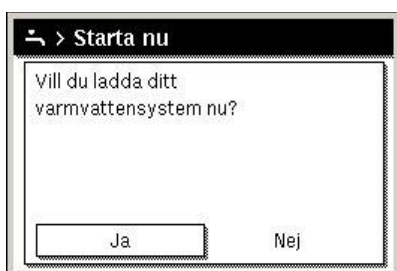 > Starta nu
Vill du ladda ditt
varmvattensystem nu?
Ja
Nej